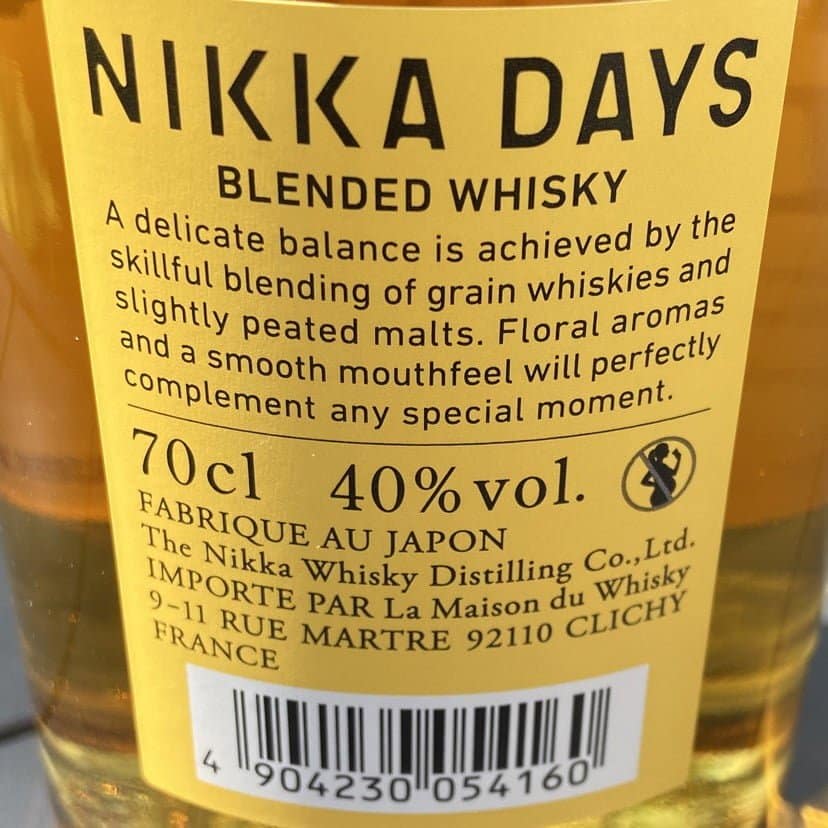 NIKKA DAYS
BLENDED WHISKY
A delicate balance is achieved by the
skillful blending of grain whiskies and
slightly peated malts. Floral aromas
and a smooth mouthfeel will perfectly
complement any special moment.
70cl 40% vol.
FABRIQUE AU JAPON
The Nikka Whisky Distilling Co.,Ltd.
IMPORTE PAR La Maison du Whisky
9-11 RUE MARTRE 92110 CLICHY
FRANCE
4 904230 054160